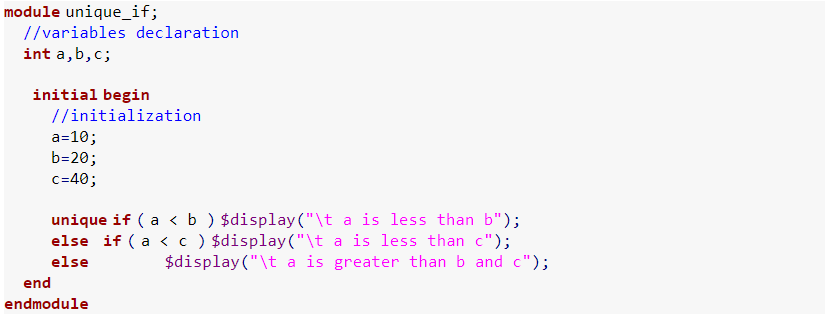 module unique_if;
//variables declaration
int a,b,c;
initial begin
//initialization
a=10;
b=20;
c=40;
unique if ( a < b ) $display("\t a is less than b");
else if ( a < c ) $display("\t a is less than c");
else $display("\t a is greater than b and c");
end
endmodule